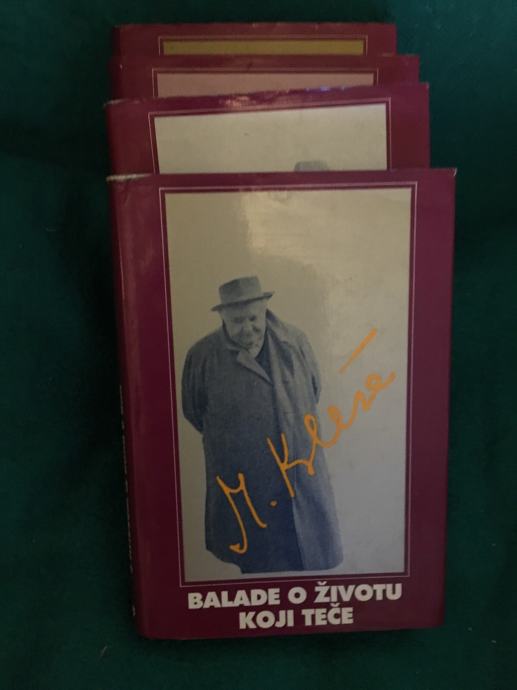 M. Krleža
BALADE O ŽIVOTU
KOJI TEČE